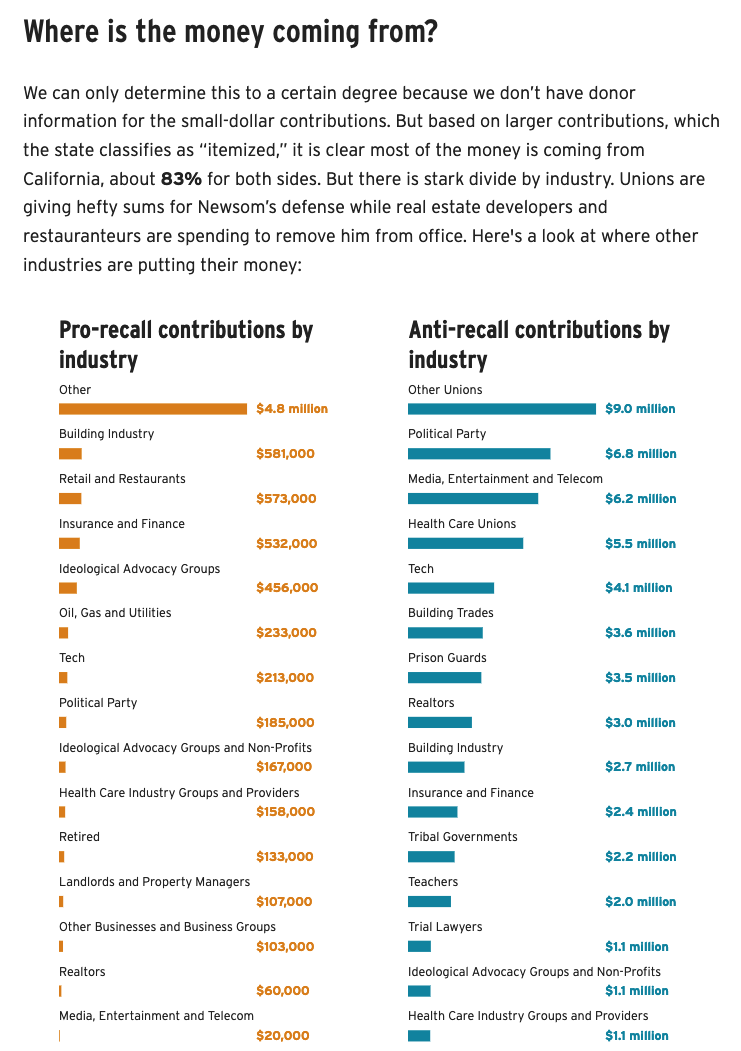 Where is the money coming from?
We can only determine this to a certain degree because we don’t have donor
information for the small-dollar contributions. But based on larger contributions, which
the state classifies as “itemized,” it is clear most of the money is coming from
California, about 83% for both sides. But there is stark divide by industry. Unions are
giving hefty sums for Newsom’s defense while real estate developers and
restauranteurs are spending to remove him from office. Here's a look at where other
industries are putting their money:
Pro-recall contributions by
industry
Other
$4.8 million
Building Industry
$581,000
Retail and Restaurants
$573,000
Insurance and Finance
$532,000
Ideological Advocacy Groups
$456,000
Oil, Gas and Utilities
$233,000
Tech
$213,000
Political Party
$185,000
Ideological Advocacy Groups and Non-Profits
$167,000
Health Care Industry Groups and Providers
$158,000
Retired
$133,000
Landlords and Property Managers
$107,000
Other Businesses and Business Groups
$103,000
Realtors
$60,000
Media, Entertainment and Telecom
$20,000
Anti-recall contributions by
industry
Other Unions
$9.0 million
Political Party
$6.8 million
Media, Entertainment and Telecom
$6.2 million
Health Care Unions
$5.5 million
Tech
$4.1 million
Building Trades
$3.6 million
Prison Guards
$3.5 million
Realtors
$3.0 million
Building Industry
$2.7 million
Insurance and Finance
$2.4 million
Tribal Governments
$2.2 million
Teachers
$2.0 million
Trial Lawyers
$1.1 million
Ideological Advocacy Groups and Non-Profits
$1.1 million
Health Care Industry Groups and Providers
$1.1 million